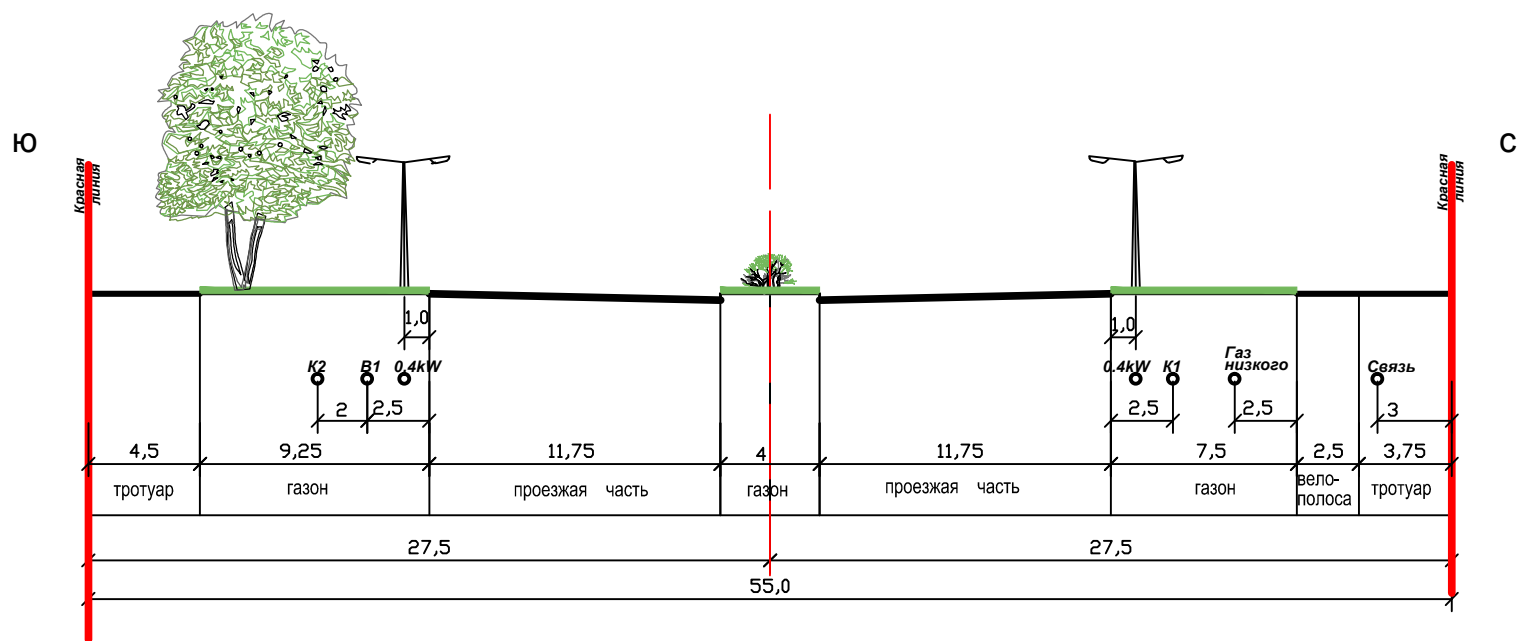 Ю
С
Красная
линия
Красная
линия
1,0
1,0
К2
В1
0.4kW
0.4kW
К1
Газ
низкого
Связь
2
2,5
2,5
2,5
3
4,5
9,25
11,75
4
11,75
7,5
2,5
3,75
тротуар
газон
проезжая часть
газон
проезжая часть
газон
вело-
полоса
тротуар
27,5
27,5
55,0